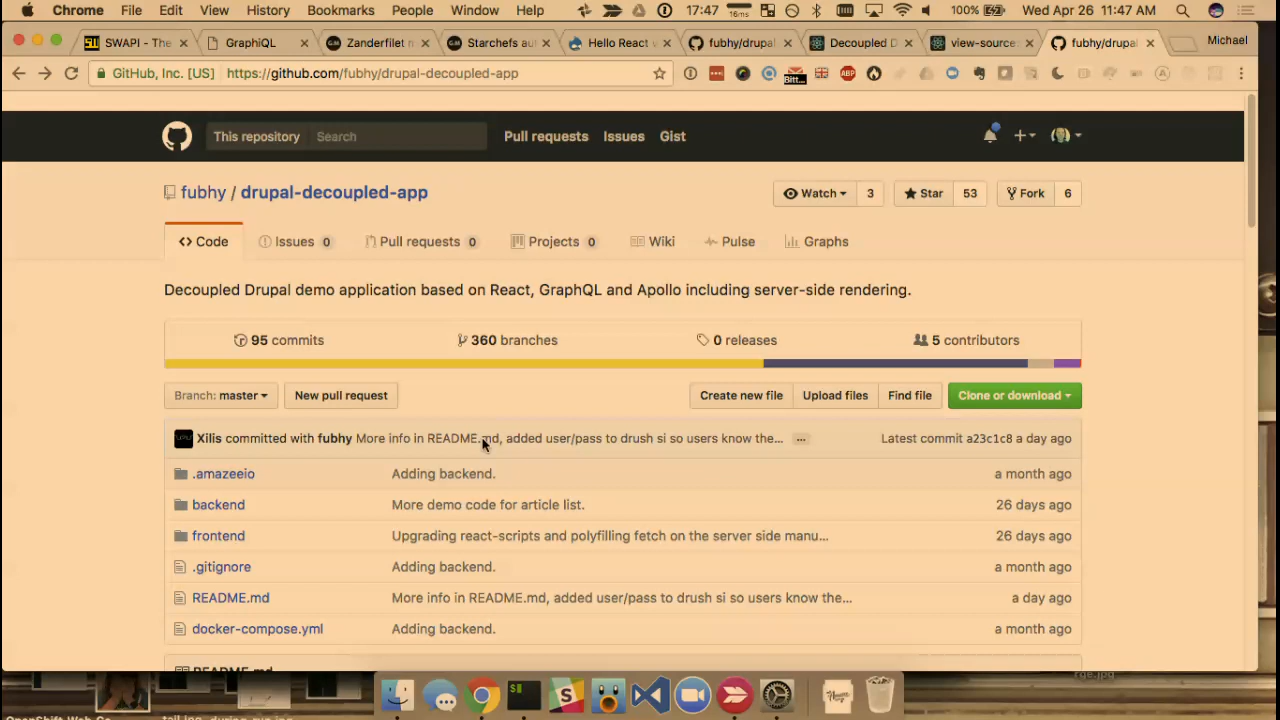 Chrome File Edit View History Bookmarks People Window Help 17:47 16ms 100% Wed Apr 26 11:47 AM
SWAPI - The GraphiQL Zanderfilet m Starchefs au Hello React v fubhy/drupal Decoupled D view-source: fubhy/drupal Michael
GitHub, Inc. [US] https://github.com/fubhy/drupal-decoupled-app Bitt... ABP
This repository Search Pull requests Issues Gist
fubhy / drupal-decoupled-app Watch 3 Star 53 Fork 6
Code Issues 0 Pull requests 0 Projects 0 Wiki Pulse Graphs
Decoupled Drupal demo application based on React, GraphQL and Apollo including server-side rendering.
95 commits 360 branches 0 releases 5 contributors
Branch: master New pull request Create new file Upload files Find file Clone or download
Xilis committed with fubhy More info in README.md, added user/pass to drush si so users know the... ... Latest commit a23c1c8 a day ago
.amazeeio Adding backend. a month ago
backend More demo code for article list. 26 days ago
frontend Upgrading react-scripts and polyfilling fetch on the server side manu... 26 days ago
.gitignore Adding backend. a month ago
README.md More info in README.md, added user/pass to drush si so users know the... a day ago
docker-compose.yml Adding backend. a month ago
README.md